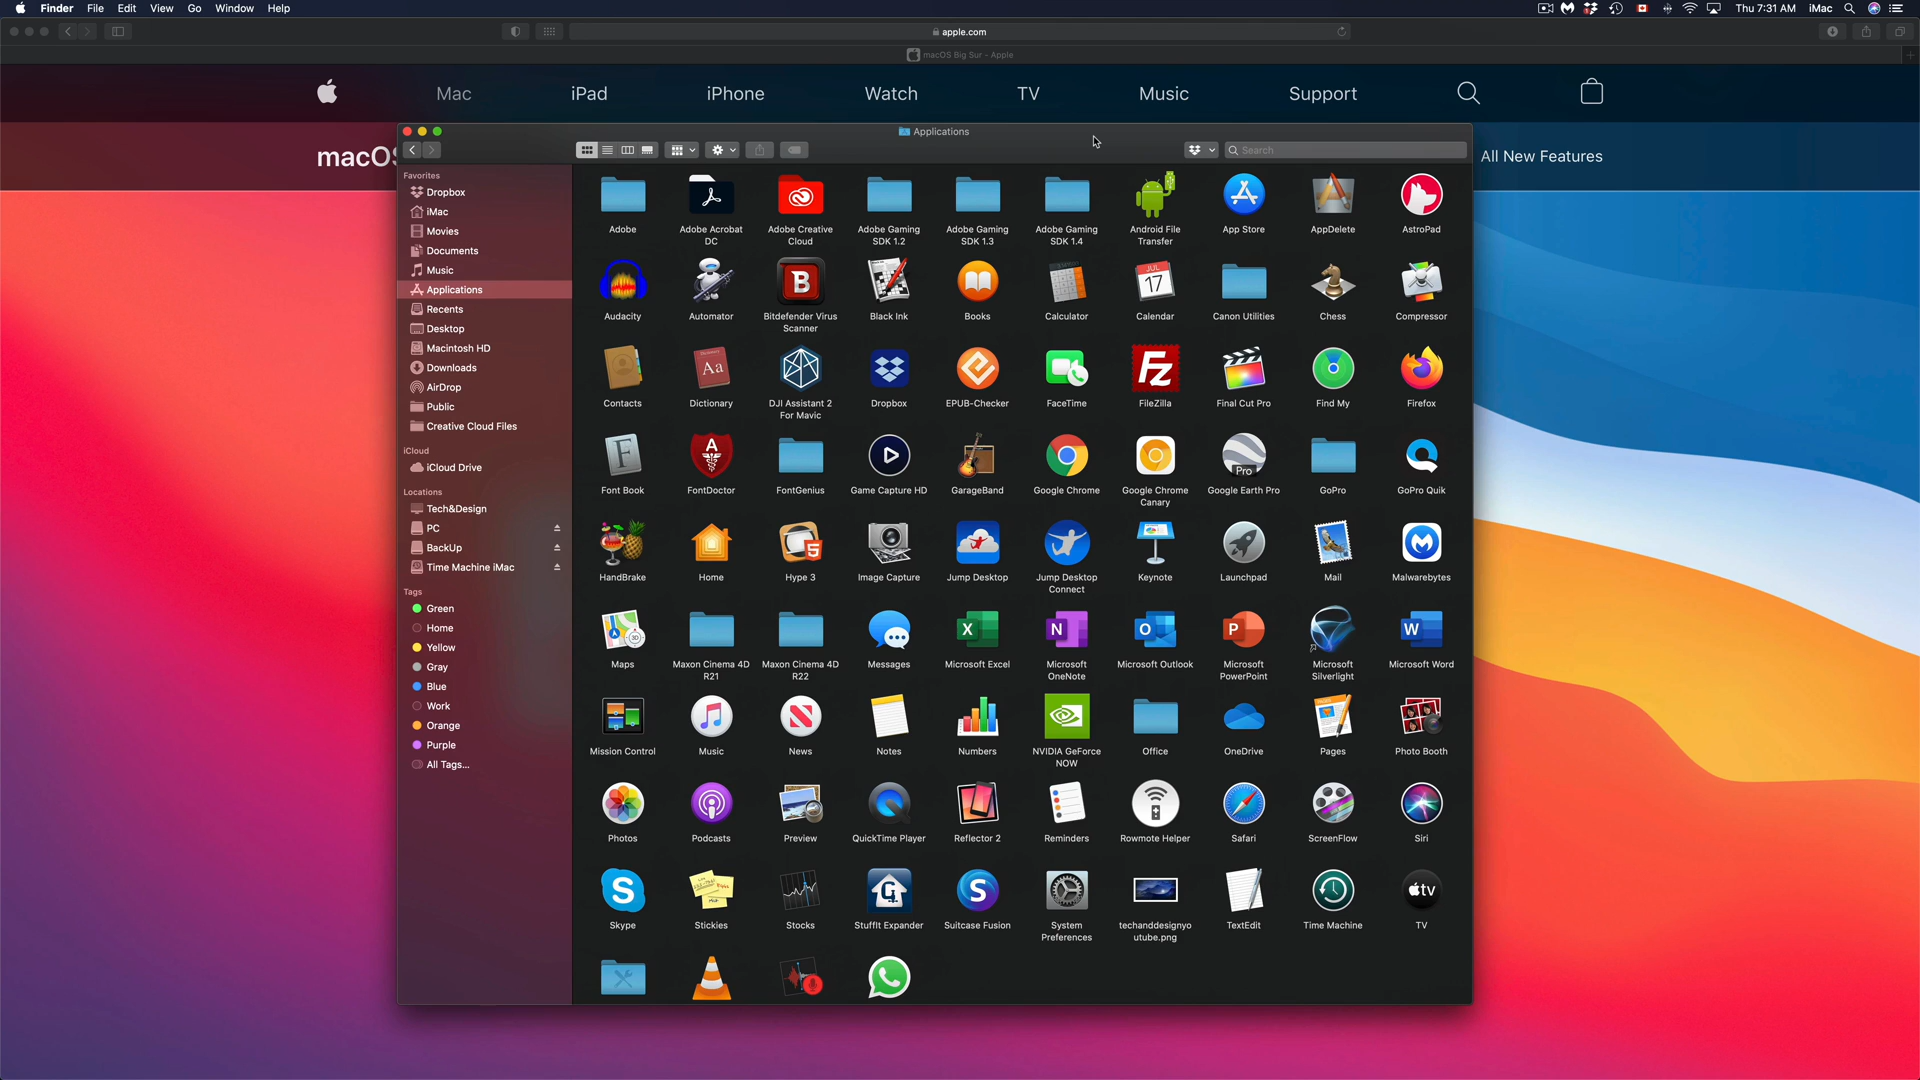 Finder File Edit View Go Window Help
Thu 7:31 AM iMac
apple.com
macOS Big Sur - Apple
Mac iPad iPhone Watch TV Music Support
macOS
All New Features
Applications
Search
Favorites
Dropbox
iMac
Movies
Documents
Music
Applications
Recents
Desktop
Macintosh HD
Downloads
AirDrop
Public
Creative Cloud Files
iCloud
iCloud Drive
Locations
Tech&Design
PC
BackUp
Time Machine iMac
Tags
Green
Home
Yellow
Gray
Blue
Work
Orange
Purple
All Tags...
Adobe
Adobe Acrobat
DC
Adobe Creative
Cloud
Adobe Gaming
SDK 1.2
Adobe Gaming
SDK 1.3
Adobe Gaming
SDK 1.4
Android File
Transfer
App Store
AppDelete
AstroPad
B
JUL
17
Audacity
Automator
Bitdefender Virus
Scanner
Black Ink
Books
Calculator
Calendar
Canon Utilities
Chess
Compressor
Aa
Fz
Contacts
Dictionary
DJI Assistant 2
For Mavic
Dropbox
EPUB-Checker
FaceTime
FileZilla
Final Cut Pro
Find My
Firefox
F
A
Pro
Font Book
FontDoctor
FontGenius
Game Capture HD
GarageBand
Google Chrome
Google Chrome
Canary
Google Earth Pro
GoPro
GoPro Quik
5
HandBrake
Home
Hype 3
Image Capture
Jump Desktop
Jump Desktop
Connect
Keynote
Launchpad
Mail
Malwarebytes
3D
X
N
O
P
W
Maps
Maxon Cinema 4D
R21
Maxon Cinema 4D
R22
Messages
Microsoft Excel
Microsoft
OneNote
Microsoft Outlook
Microsoft
PowerPoint
Microsoft
Silverlight
Microsoft Word
Mission Control
Music
News
Notes
Numbers
NVIDIA GeForce
NOW
Office
OneDrive
Pages
Photo Booth
Photos
Podcasts
Preview
QuickTime Player
Reflector 2
Reminders
Rowmote Helper
Safari
ScreenFlow
Siri
S
S
tv
Skype
Stickies
Stocks
StuffIt Expander
Suitcase Fusion
System
Preferences
techanddesignyo
utube.png
TextEdit
Time Machine
TV